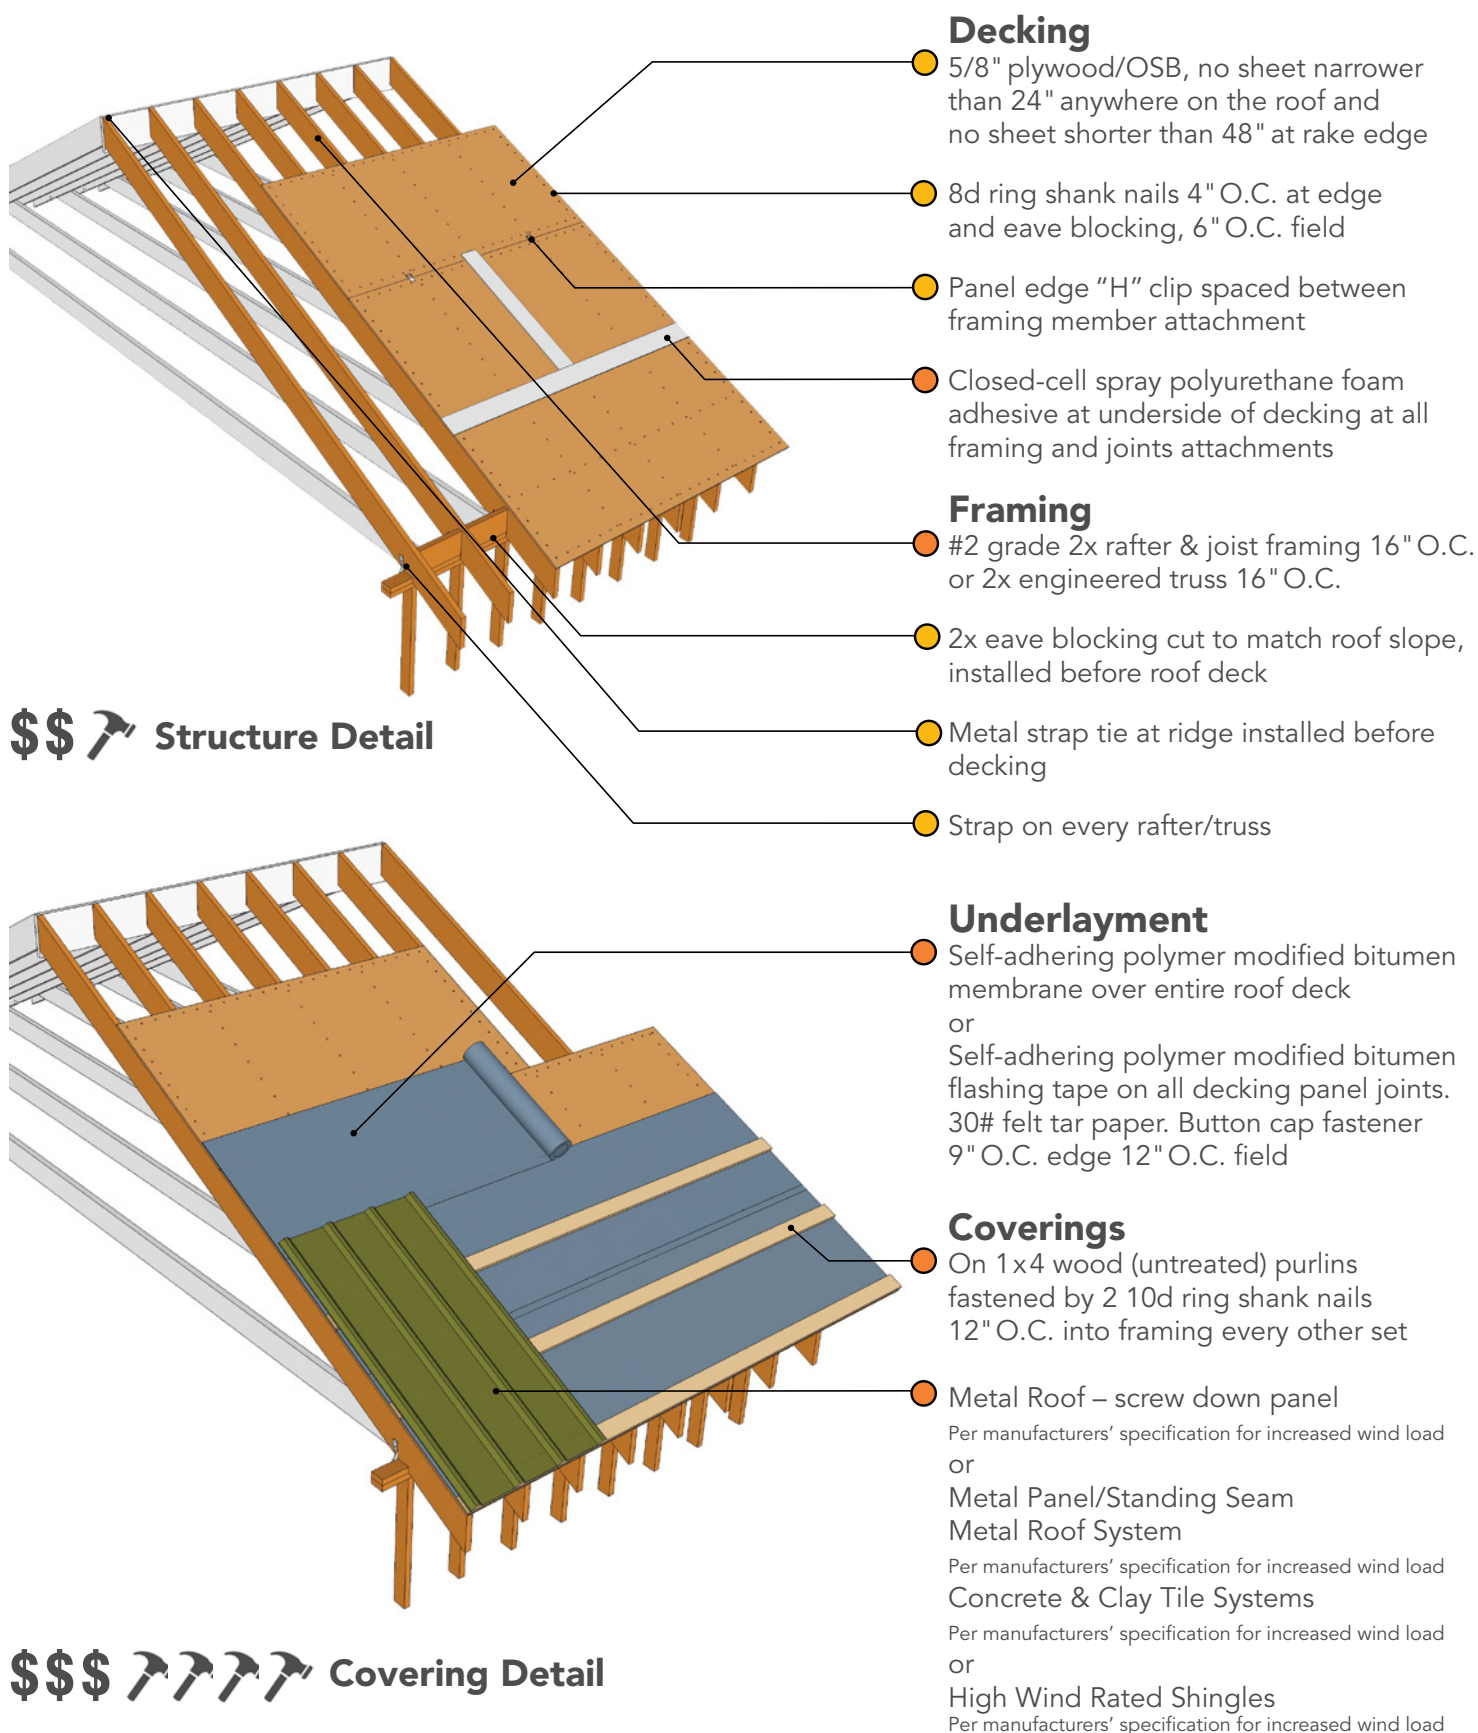 Decking
5/8" plywood/OSB, no sheet narrower
than 24" anywhere on the roof and
no sheet shorter than 48" at rake edge
8d ring shank nails 4" O.C. at edge
and eave blocking, 6" O.C. field
Panel edge “H” clip spaced between
framing member attachment
Closed-cell spray polyurethane foam
adhesive at underside of decking at all
framing and joints attachments
Framing
#2 grade 2x rafter & joist framing 16" O.C.
or 2x engineered truss 16" O.C.
2x eave blocking cut to match roof slope,
installed before roof deck
Metal strap tie at ridge installed before
decking
Strap on every rafter/truss
$$ Structure Detail
Underlayment
Self-adhering polymer modified bitumen
membrane over entire roof deck
or
Self-adhering polymer modified bitumen
flashing tape on all decking panel joints.
30# felt tar paper. Button cap fastener
9" O.C. edge 12" O.C. field
Coverings
On 1x4 wood (untreated) purlins
fastened by 2 10d ring shank nails
12" O.C. into framing every other set
Metal Roof – screw down panel
Per manufacturers’ specification for increased wind load
or
Metal Panel/Standing Seam
Metal Roof System
Per manufacturers’ specification for increased wind load
Concrete & Clay Tile Systems
Per manufacturers’ specification for increased wind load
or
High Wind Rated Shingles
Per manufacturers’ specification for increased wind load
$$$ Covering Detail